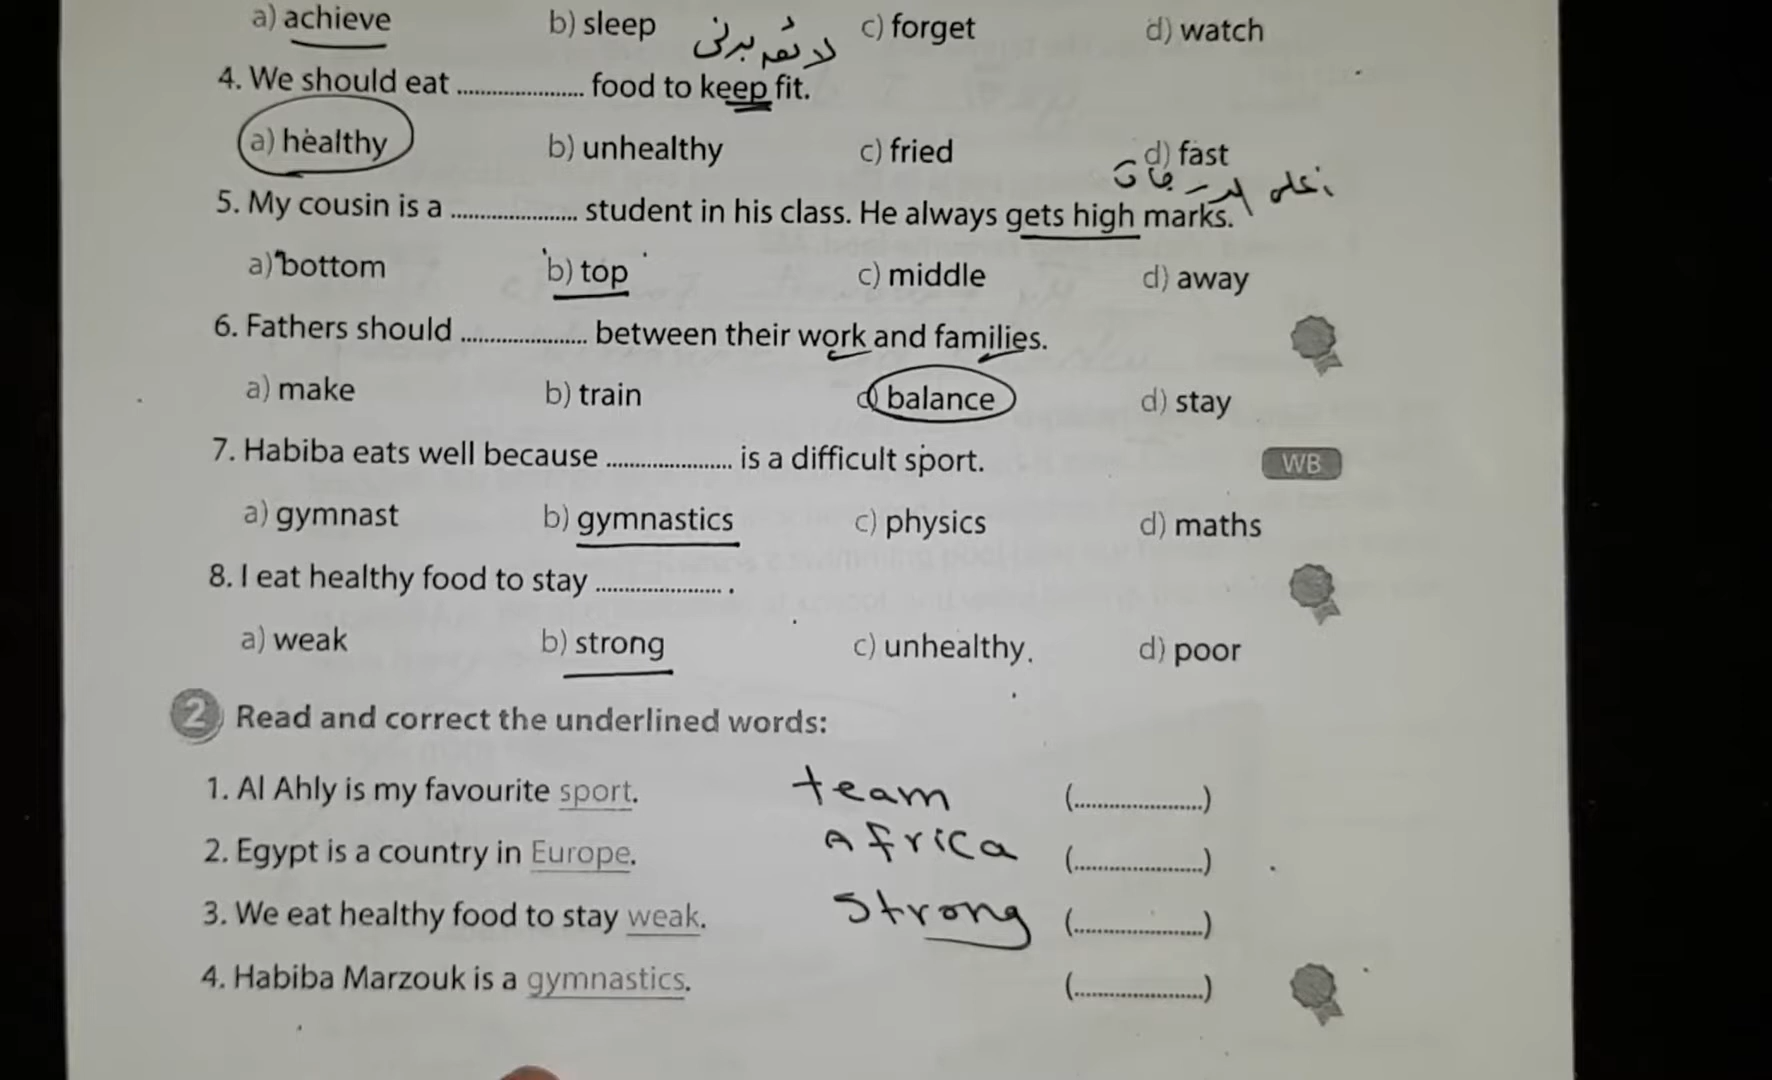 a) achieve b) sleep c) forget d) watch
لائق بدنى
4. We should eat ..................... food to keep fit.
a) healthy b) unhealthy c) fried d) fast
5. My cousin is a ..................... student in his class. He always gets high marks.
a) bottom b) top c) middle d) away
6. Fathers should ..................... between their work and families.
a) make b) train c) balance d) stay
7. Habiba eats well because ..................... is a difficult sport.
WB
a) gymnast b) gymnastics c) physics d) maths
8. I eat healthy food to stay ..................... .
a) weak b) strong c) unhealthy d) poor
2 Read and correct the underlined words:
1. Al Ahly is my favourite sport. team (.....................)
2. Egypt is a country in Europe. Africa (.....................)
3. We eat healthy food to stay weak. Strong (.....................)
4. Habiba Marzouk is a gymnastics. (.....................)